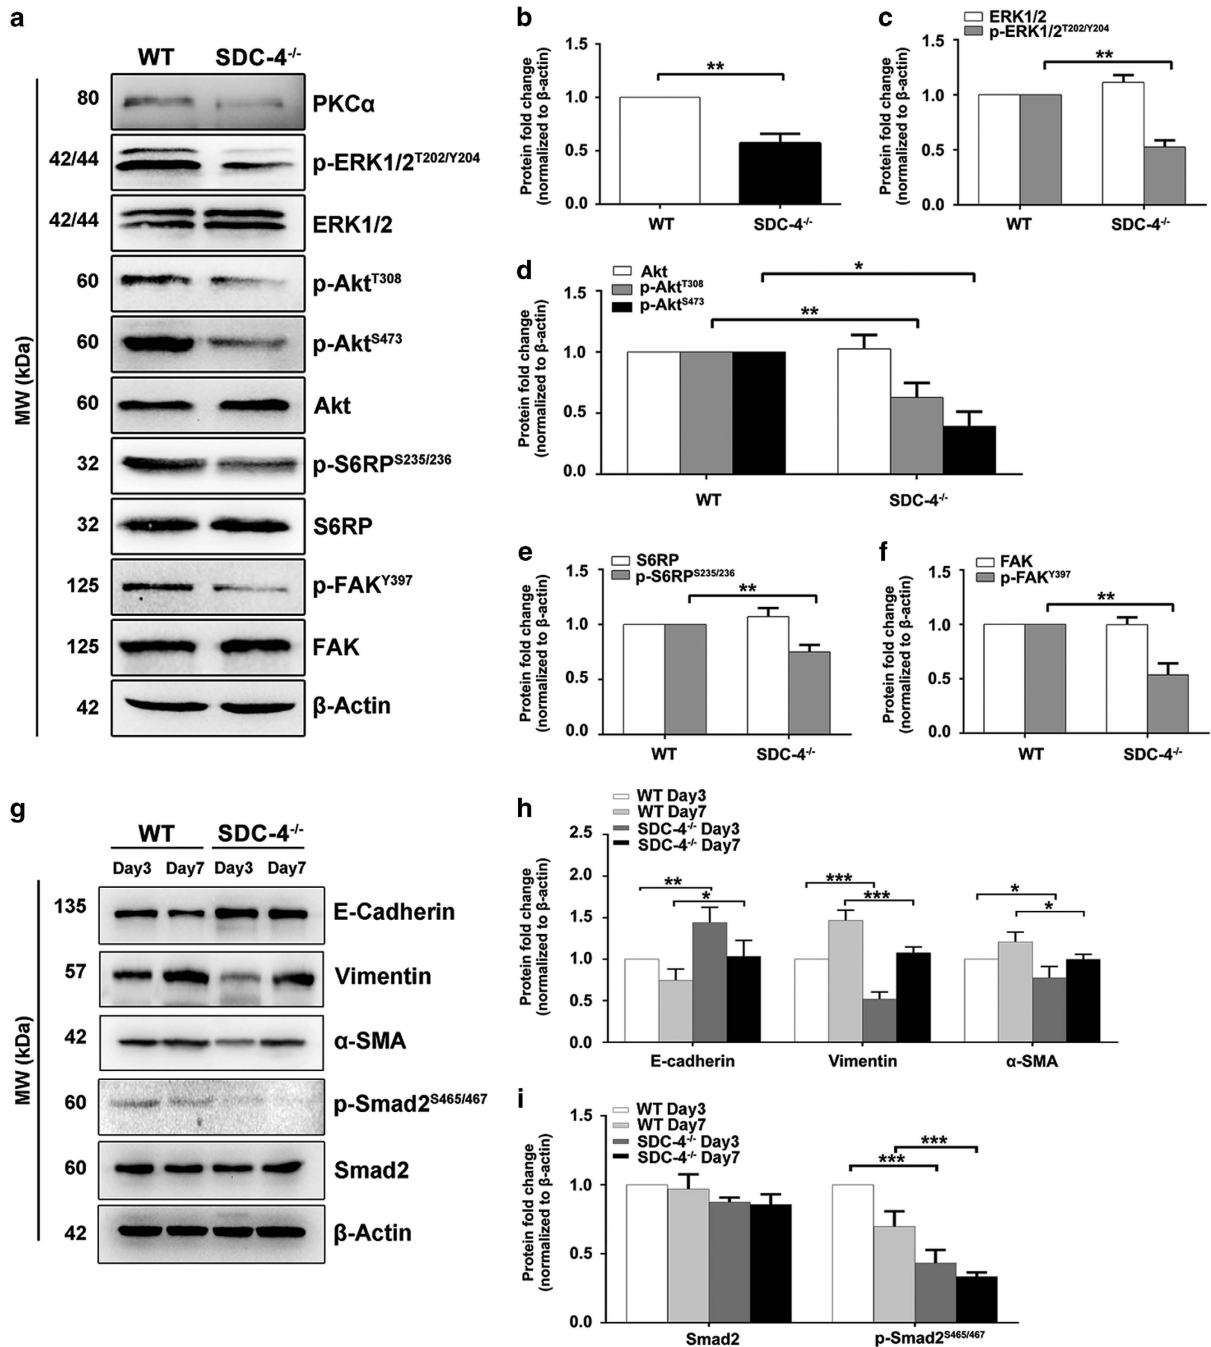 a
WT SDC-4-/-
MW (kDa)
80 PKCα
42/44 p-ERK1/2T202/Y204
42/44 ERK1/2
60 p-AktT308
60 p-AktS473
60 Akt
32 p-S6RPS235/236
32 S6RP
125 p-FAKY397
125 FAK
42 β-Actin
b
Protein fold change
(normalized to β-actin)
1.5
1.0
0.5
0.0
**
WT SDC-4-/-
c
ERK1/2
p-ERK1/2T202/Y204
Protein fold change
(normalized to β-actin)
1.5
1.0
0.5
0.0
**
WT SDC-4-/-
d
Akt
p-AktT308
p-AktS473
Protein fold change
(normalized to β-actin)
1.5
1.0
0.5
0.0
*
**
WT SDC-4-/-
e
S6RP
p-S6RPS235/236
Protein fold change
(normalized to β-actin)
1.5
1.0
0.5
0.0
**
WT SDC-4-/-
f
FAK
p-FAKY397
Protein fold change
(normalized to β-actin)
1.5
1.0
0.5
0.0
**
WT SDC-4-/-
g
WT SDC-4-/-
Day3 Day7 Day3 Day7
MW (kDa)
135 E-Cadherin
57 Vimentin
42 α-SMA
60 p-Smad2S465/467
60 Smad2
42 β-Actin
h
WT Day3
WT Day7
SDC-4-/- Day3
SDC-4-/- Day7
Protein fold change
(normalized to β-actin)
2.5
2.0
1.5
1.0
0.5
0.0
** *
*** ***
* *
E-cadherin Vimentin α-SMA
i
WT Day3
WT Day7
SDC-4-/- Day3
SDC-4-/- Day7
Protein fold change
(normalized to β-actin)
1.5
1.0
0.5
0.0
***
***
Smad2 p-Smad2S465/467